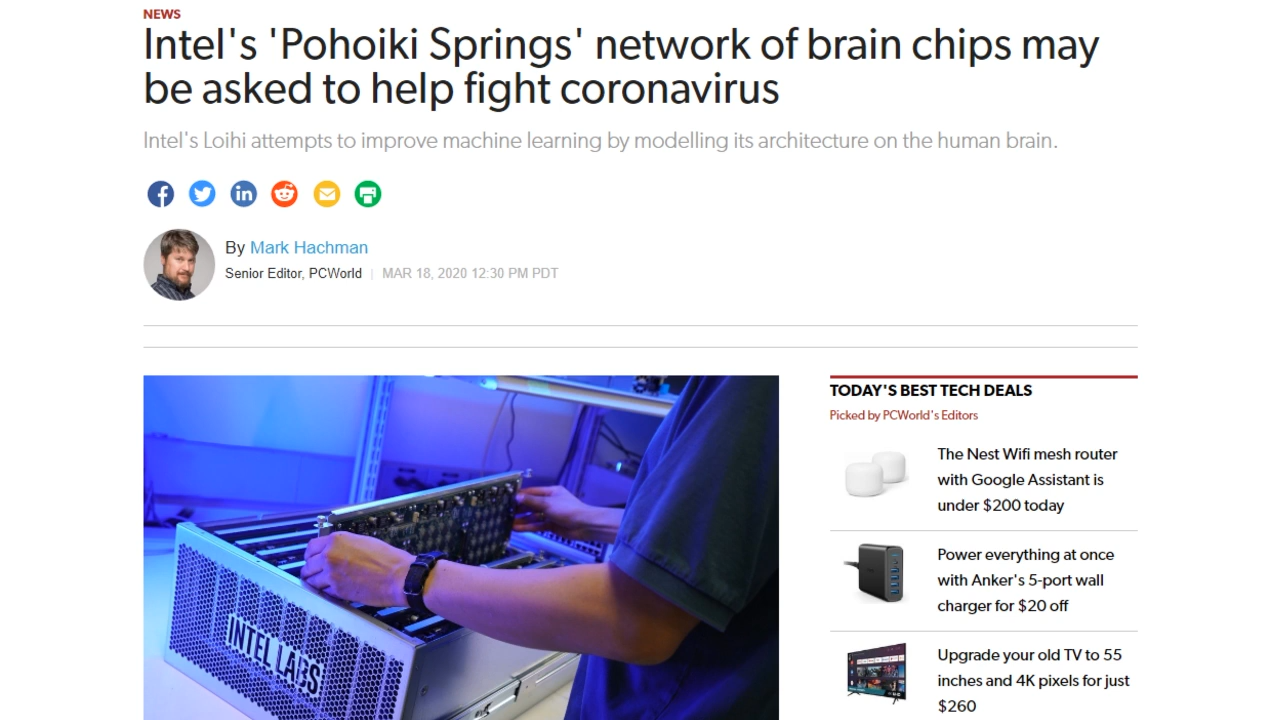 NEWS
Intel's 'Pohoiki Springs' network of brain chips may
be asked to help fight coronavirus
Intel's Loihi attempts to improve machine learning by modelling its architecture on the human brain.
By Mark Hachman
Senior Editor, PCWorld | MAR 18, 2020 12:30 PM PDT
INTEL LABS
TODAY'S BEST TECH DEALS
Picked by PCWorld's Editors
The Nest Wifi mesh router
with Google Assistant is
under $200 today
Power everything at once
with Anker's 5-port wall
charger for $20 off
Upgrade your old TV to 55
inches and 4K pixels for just
$260